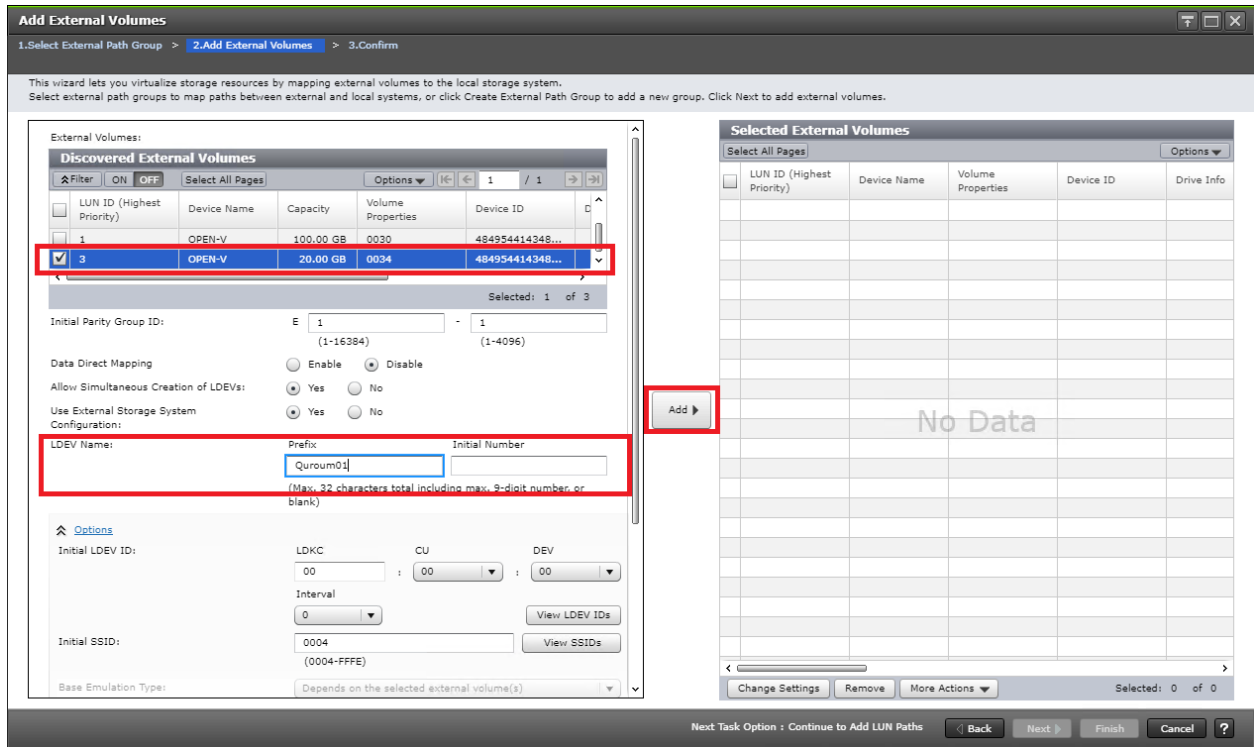 Add External Volumes
1.Select External Path Group > 2.Add External Volumes > 3.Confirm
This wizard lets you virtualize storage resources by mapping external volumes to the local storage system.
Select external path groups to map paths between external and local systems, or click Create External Path Group to add a new group. Click Next to add external volumes.
External Volumes:
Discovered External Volumes
Filter ON OFF Select All Pages Options 1 / 1
LUN ID (Highest Priority) Device Name Capacity Volume Properties Device ID D
1 OPEN-V 100.00 GB 0030 484954414348...
3 OPEN-V 20.00 GB 0034 484954414348...
Selected: 1 of 3
Initial Parity Group ID: E 1 - 1
(1-16384) (1-4096)
Data Direct Mapping Enable Disable
Allow Simultaneous Creation of LDEVs: Yes No
Use External Storage System Configuration: Yes No
LDEV Name: Prefix Initial Number
Quroum01
(Max. 32 characters total including max. 9-digit number, or
blank)
Options
Initial LDEV ID: LDKC CU DEV
00 : 00 : 00
Interval
0 View LDEV IDs
Initial SSID: 0004 View SSIDs
(0004-FFFE)
Base Emulation Type: Depends on the selected external volume(s)
Add
Selected External Volumes
Select All Pages Options
LUN ID (Highest Priority) Device Name Volume Properties Device ID Drive Info
No Data
Change Settings Remove More Actions Selected: 0 of 0
Next Task Option : Continue to Add LUN Paths Back Next Finish Cancel ?